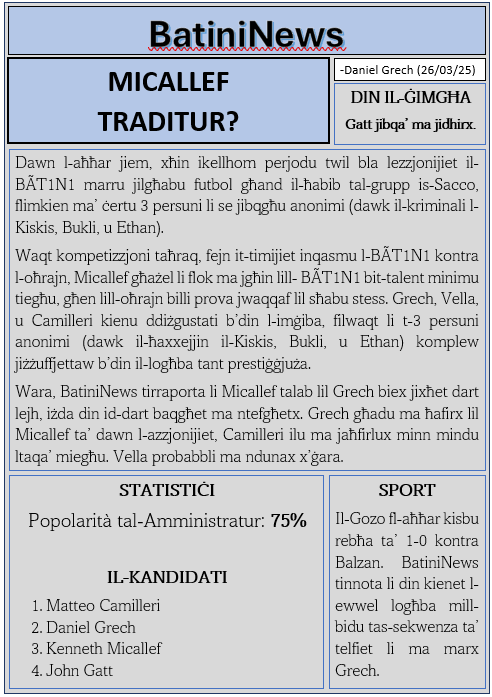 BatiniNews
MICALLEF
TRADITUR?
-Daniel Grech (26/03/25)
DIN IL-ĠIMGĦA
Gatt jibqa’ ma jidhirx.
Dawn l-aħħar jiem, xħin ikellhom perjodu twil bla lezzjonijiet il-
BÃT1N1 marru jilgħabu futbol għand il-ħabib tal-grupp is-Sacco,
flimkien ma’ ċertu 3 persuni li se jibqgħu anonimi (dawk il-kriminali l-
Kiskis, Bukli, u Ethan).
Waqt kompetizzjoni taħraq, fejn it-timijiet inqasmu l-BÃT1N1 kontra
l-oħrajn, Micallef għażel li flok ma jgħin lill- BÃT1N1 bit-talent minimu
tiegħu, għen lill-oħrajn billi prova jwaqqaf lil sħabu stess. Grech, Vella,
u Camilleri kienu ddiżgustati b’din l-imġiba, filwaqt li t-3 persuni
anonimi (dawk il-ħaxxejjin il-Kiskis, Bukli, u Ethan) komplew
jiżżuffjettaw b’din il-logħba tant prestiġġjuża.
Wara, BatiniNews tirraporta li Micallef talab lil Grech biex jixħet dart
lejh, iżda din id-dart baqgħet ma ntefgħetx. Grech għadu ma ħafirx lil
Micallef ta’ dawn l-azzjonijiet, Camilleri ilu ma jaħfirlux minn mindu
ltaqa’ miegħu. Vella probabbli ma ndunax x’ġara.
STATISTIĊI
Popolarità tal-Amministratur: 75%
IL-KANDIDATI
1. Matteo Camilleri
2. Daniel Grech
3. Kenneth Micallef
4. John Gatt
SPORT
Il-Gozo fl-aħħar kisbu
rebħa ta’ 1-0 kontra
Balzan. BatiniNews
tinnota li din kienet l-
ewwel logħba mill-
bidu tas-sekwenza ta’
telfiet li ma marx
Grech.